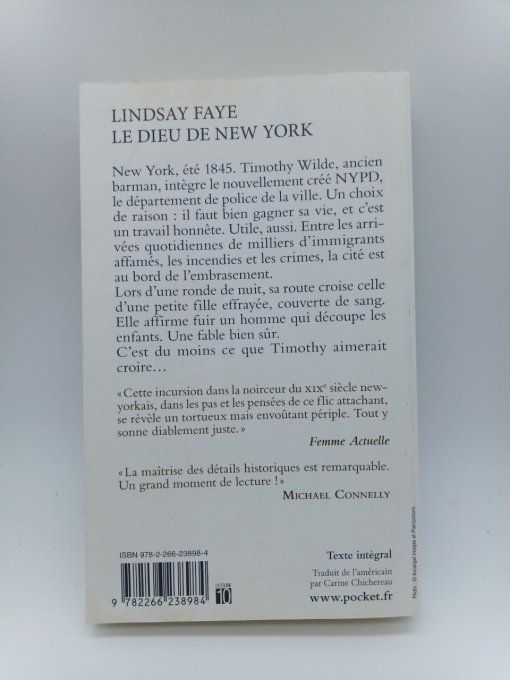 LINDSAY FAYE
LE DIEU DE NEW YORK
New York, été 1845. Timothy Wilde, ancien
barman, intègre le nouvellement créé NYPD,
le département de police de la ville. Un choix
de raison : il faut bien gagner sa vie, et c'est
un travail honnête. Utile, aussi. Entre les arri-
vées quotidiennes de milliers d'immigrants
affamés, les incendies et les crimes, la cité est
au bord de l'embrasement.
Lors d'une ronde de nuit, sa route croise celle
d'une petite fille effrayée, couverte de sang.
Elle affirme fuir un homme qui découpe les
enfants. Une fable bien sûr.
C'est du moins ce que Timothy aimerait
croire…
« Cette incursion dans la noirceur du XIXe siècle new-
yorkais, dans les pas et les pensées de ce flic attachant,
se révèle un tortueux mais envoûtant périple. Tout y
sonne diablement juste. »
Femme Actuelle
« La maîtrise des détails historiques est remarquable.
Un grand moment de lecture ! »
MICHAEL CONNELLY
ISBN 978-2-266-23898-4
9 782266 238984
CATÉGORIE
10
Texte intégral
Traduit de l'américain
par Carine Chichereau
www.pocket.fr
Photo : © Arcangel Images et Plainpicture